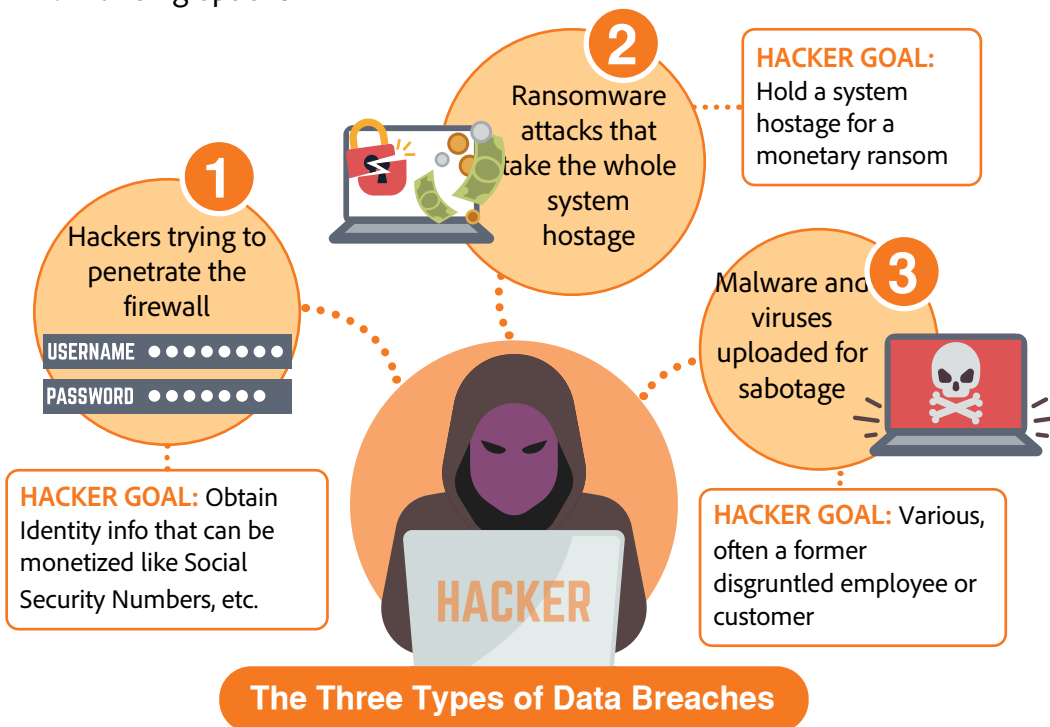 1
Hackers trying to
penetrate the
firewall
USERNAME
PASSWORD
HACKER GOAL: Obtain
Identity info that can be
monetized like Social
Security Numbers, etc.
2
Ransomware
attacks that
take the whole
system
hostage
HACKER GOAL:
Hold a system
hostage for a
monetary ransom
3
Malware and
viruses
uploaded for
sabotage
HACKER GOAL: Various,
often a former
disgruntled employee or
customer
HACKER
The Three Types of Data Breaches